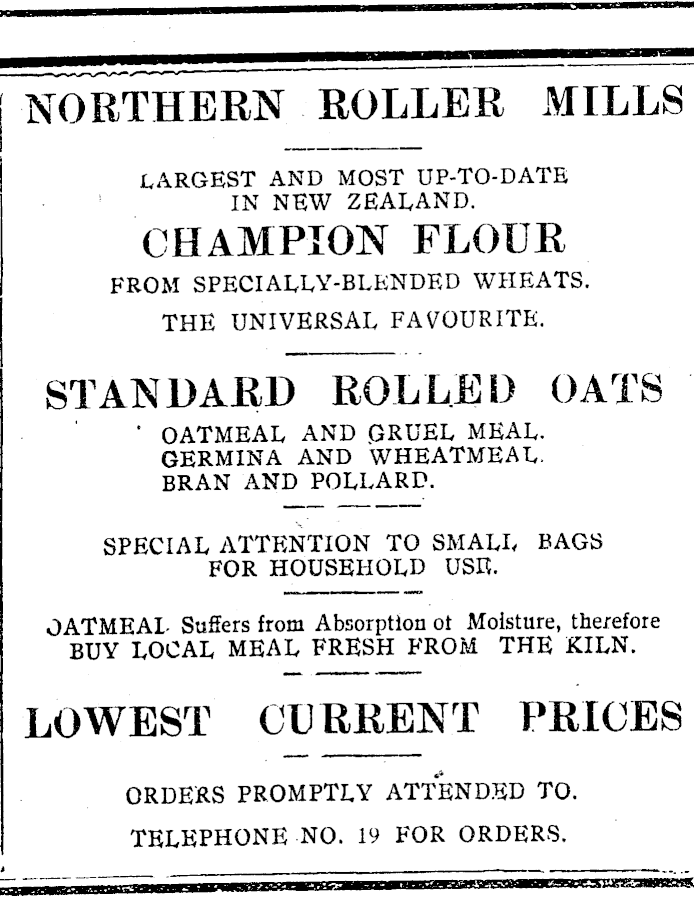 NORTHERN ROLLER MILLS
LARGEST AND MOST UP-TO-DATE
IN NEW ZEALAND.
CHAMPION FLOUR
FROM SPECIALLY-BLENDED WHEATS.
THE UNIVERSAL FAVOURITE.
STANDARD ROLLED OATS
OATMEAL AND GRUEL MEAL.
GERMINA AND WHEATMEAL.
BRAN AND POLLARD.
SPECIAL ATTENTION TO SMALL BAGS
FOR HOUSEHOLD USE.
OATMEAL Suffers from Absorption of Moisture, therefore
BUY LOCAL MEAL FRESH FROM THE KILN.
LOWEST CURRENT PRICES
ORDERS PROMPTLY ATTENDED TO.
TELEPHONE NO. 19 FOR ORDERS.